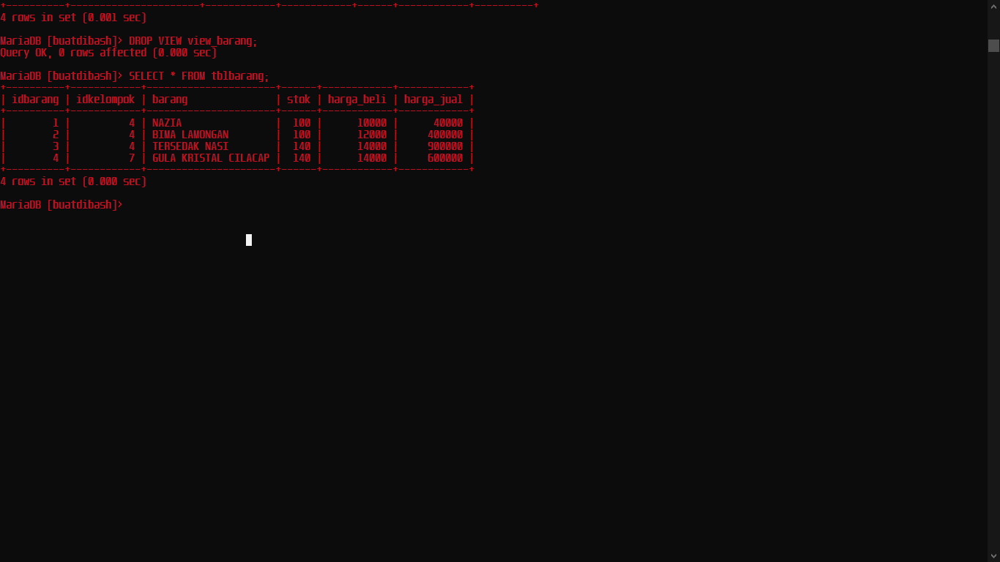 +----------+----------------------+------------+------------+------+------------+----------+
4 rows in set (0.001 sec)
MariaDB [buatdibash]> DROP VIEW view_barang;
Query OK, 0 rows affected (0.000 sec)
MariaDB [buatdibash]> SELECT * FROM tblbarang;
+----------+------------+----------------------+------+------------+------------+
| idbarang | idkelompok | barang               | stok | harga_beli | harga_jual |
+----------+------------+----------------------+------+------------+------------+
|        1 |          4 | NAZIA                |  100 |      10000 |      40000 |
|        2 |          4 | BIMA LAMONGAN        |  100 |      12000 |     400000 |
|        3 |          4 | TERSEDAK NASI        |  140 |      14000 |     900000 |
|        4 |          7 | GULA KRISTAL CILACAP |  140 |      14000 |     600000 |
+----------+------------+----------------------+------+------------+------------+
4 rows in set (0.000 sec)
MariaDB [buatdibash]>